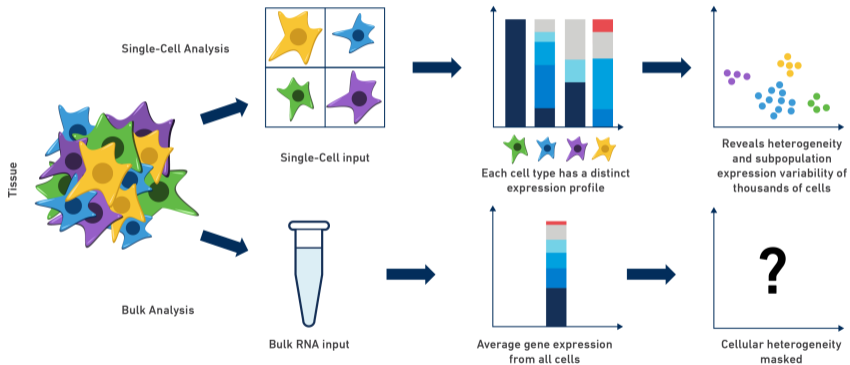 Tissue
Single-Cell Analysis
Single-Cell input
Each cell type has a distinct
expression profile
Reveals heterogeneity
and subpopulation
expression variability of
thousands of cells
Bulk Analysis
Bulk RNA input
Average gene expression
from all cells
?
Cellular heterogeneity
masked